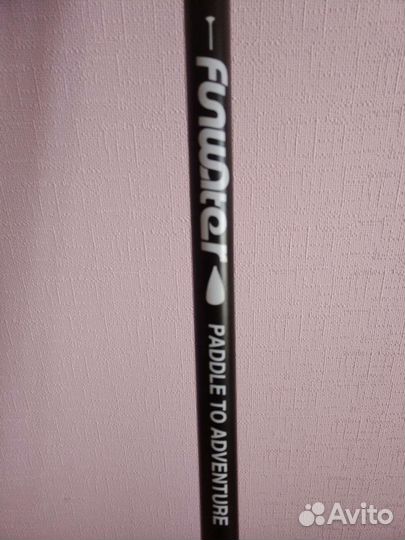 Funwater
PADDLE TO ADVENTURE
Avito